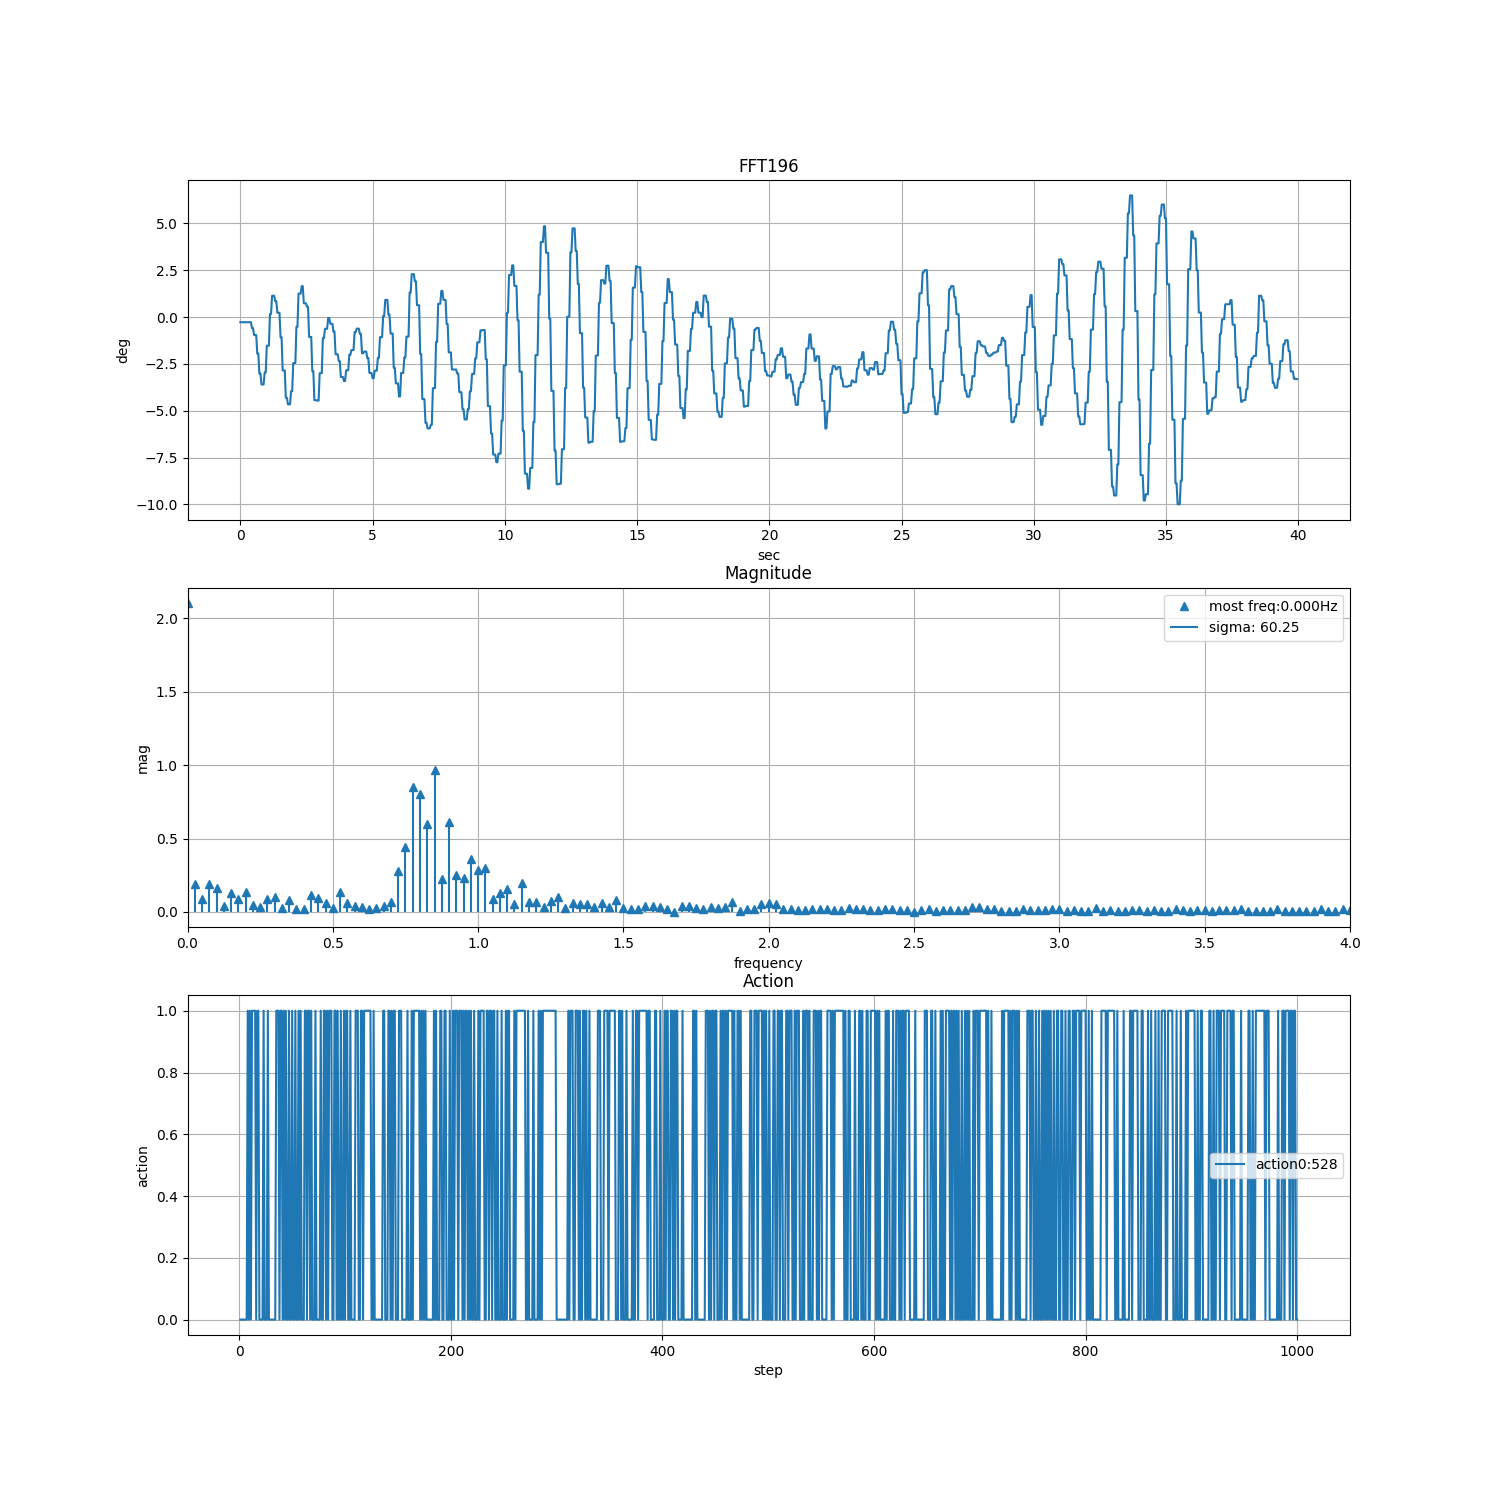 FFT196
5.0
2.5
0.0
−2.5
−5.0
−7.5
−10.0
deg
0 5 10 15 20 25 30 35 40
sec
Magnitude
most freq:0.000Hz
sigma: 60.25
2.0
1.5
1.0
0.5
0.0
mag
0.0 0.5 1.0 1.5 2.0 2.5 3.0 3.5 4.0
frequency
Action
1.0
0.8
0.6
0.4
0.2
0.0
action
action0:528
0 200 400 600 800 1000
step